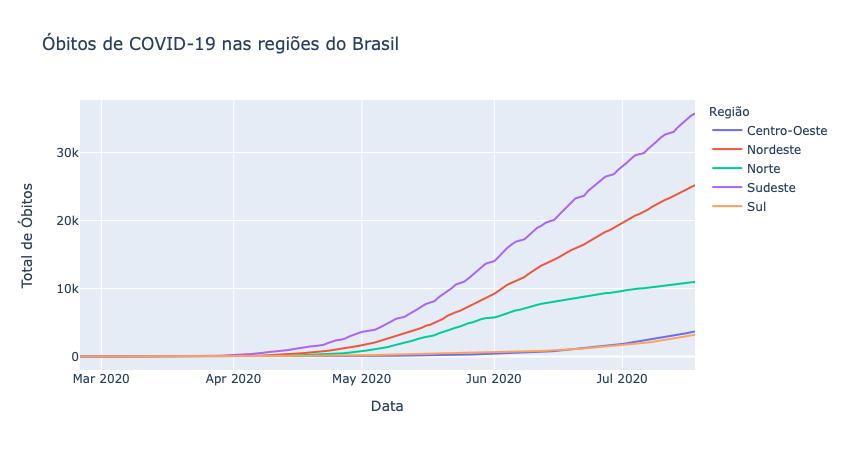 Óbitos de COVID-19 nas regiões do Brasil
Região
Centro-Oeste
Nordeste
Norte
Sudeste
Sul
Total de Óbitos
30k
20k
10k
0
Mar 2020 Apr 2020 May 2020 Jun 2020 Jul 2020
Data